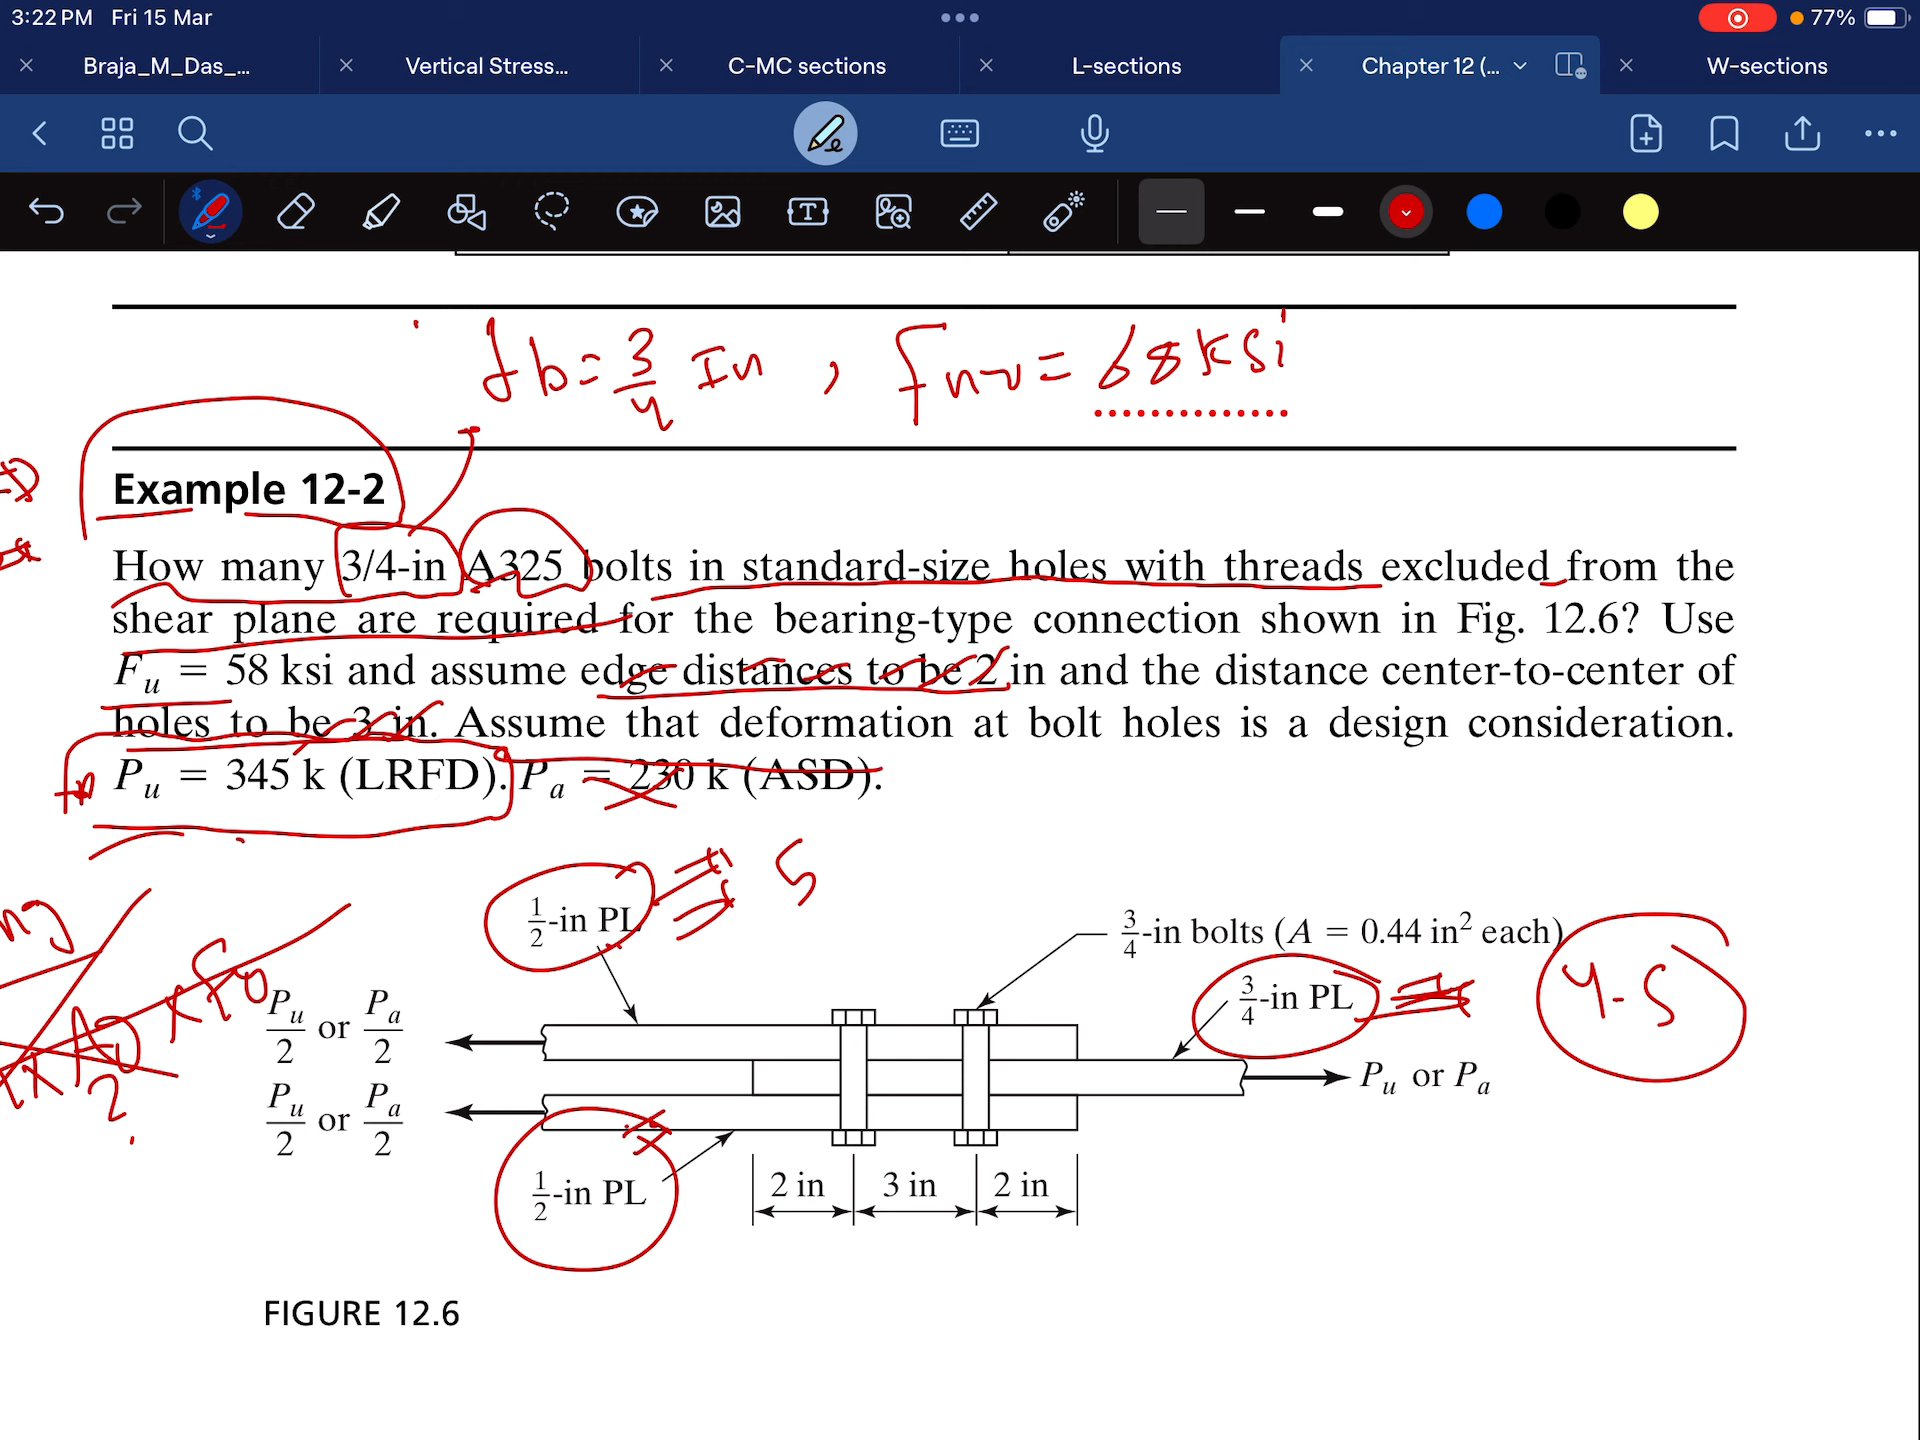 3:22 PM Fri 15 Mar
77%
Braja_M_Das_...
Vertical Stress...
C-MC sections
L-sections
Chapter 12 (...
W-sections
db = 3/4 In , Fnv = 68 ksi
Example 12-2
How many 3/4-in A325 bolts in standard-size holes with threads excluded from the
shear plane are required for the bearing-type connection shown in Fig. 12.6? Use
Fu = 58 ksi and assume edge distances to be 2 in and the distance center-to-center of
holes to be 3 in. Assume that deformation at bolt holes is a design consideration.
Pu = 345 k (LRFD). Pa = 230 k (ASD).
1/2-in PL
5
3/4-in bolts (A = 0.44 in² each)
3/4-in PL
4-5
Pu/2 or Pa/2
Pu or Pa
Pu/2 or Pa/2
1/2-in PL
2 in
3 in
2 in
FIGURE 12.6